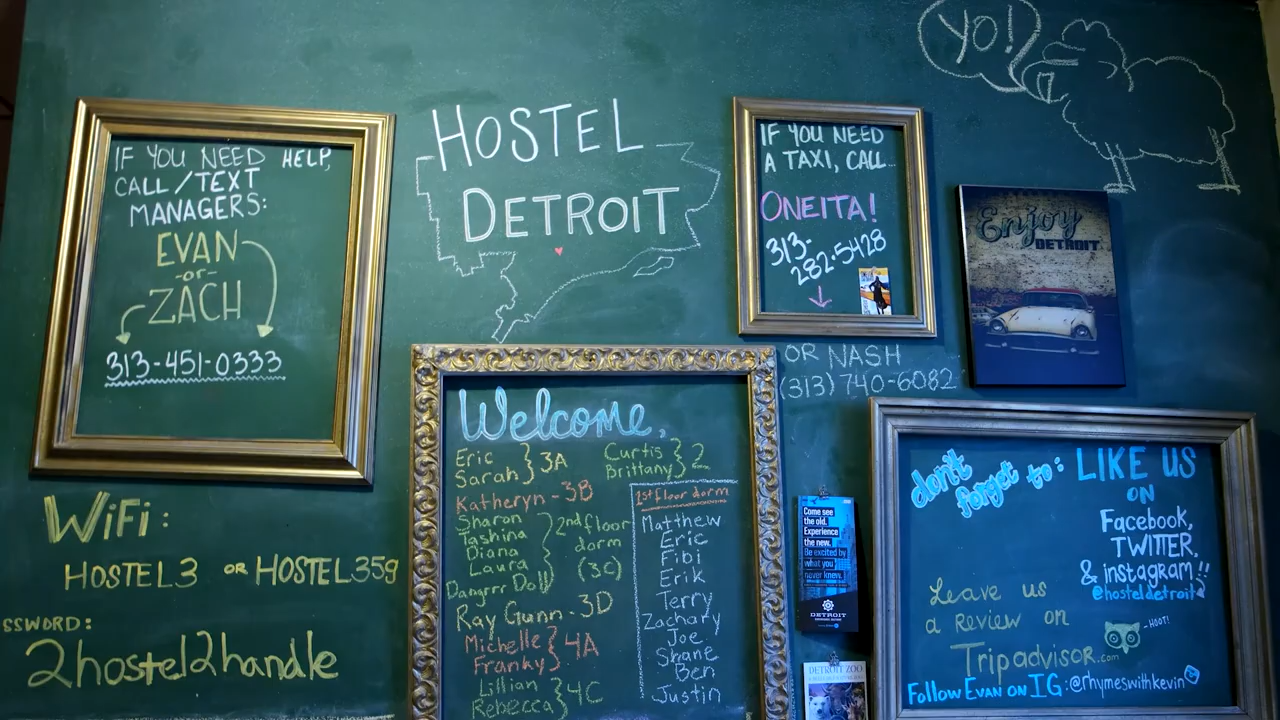 YO!
IF YOU NEED HELP,
CALL/TEXT
MANAGERS:
EVAN
-or-
ZACH
313-451-0333
HOSTEL
DETROIT
IF YOU NEED
A TAXI, CALL...
ONEITA!
313-
282.5428
OR NASH
(313)740-6082
Enjoy
DETROIT
WiFi:
HOSTEL3 OR HOSTEL35g
SSWORD:
2hostel2handle
Welcome,
Eric
Sarah } 3A
Katheryn - 3B
Sharon
Tashina
Diana
Laura
Dangrrr Doll
2nd floor
dorm
(3C)
Ray Gunn - 3D
Michelle
Franky } 4A
Lillian
Rebecca } 4C
Curtis
Brittany } 2
1st floor dorm
Matthew
Eric
Fibi
Erik
Terry
Zachary
Joe
Shane
Ben
Justin
Come see
the old.
Experience
the new.
Be excited by
what you
never knew.
DETROIT
DETROIT ZOO
don't
forget to:
LIKE US
ON
Facebook,
TWITTER,
& instagram!!
@hosteldetroit
Leave us
a review on
Tripadvisor.com
-HOOT!
Follow Evan on IG: @rhymeswithkevin